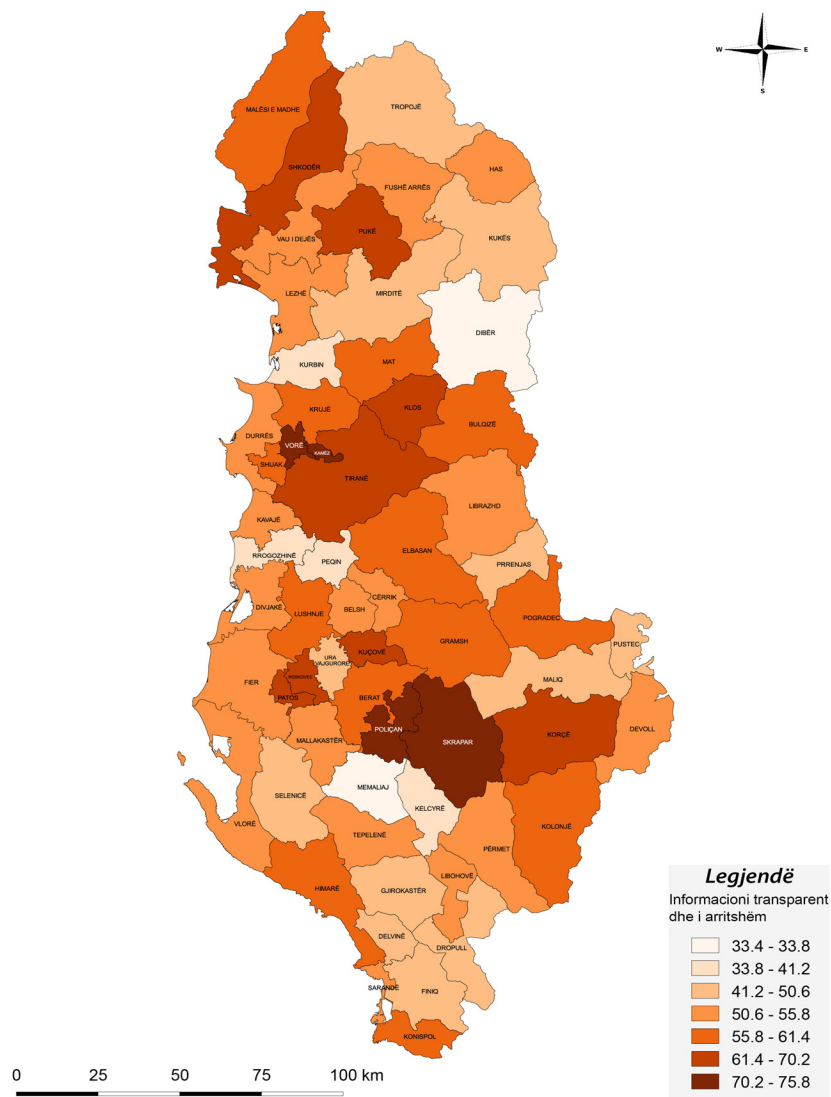 N
W E
S
MALËSI E MADHE
TROPOJË
SHKODËR
HAS
FUSHË ARRËS
PUKË
VAU I DEJËS
KUKËS
LEZHË
MIRDITË
DIBËR
KURBIN
MAT
KLOS
KRUJË
BULQIZË
DURRËS
VORË
KAMËZ
SHIJAK
TIRANË
LIBRAZHD
KAVAJË
ELBASAN
RROGOZHINË
PEQIN
PRRENJAS
CËRRIK
DIVJAKË
LUSHNJE
BELSH
POGRADEC
GRAMSH
PUSTEC
KUÇOVË
URA
VAJGURORE
MALIQ
ROSKOVEC
FIER
PATOS
BERAT
DEVOLL
POLIÇAN
KORÇË
MALLAKASTËR
SKRAPAR
MEMALIAJ
SELENICË
KELCYRË
VLORË
KOLONJË
TEPELENË
PËRMET
LIBOHOVË
HIMARË
GJIROKASTËR
DELVINË
DROPULL
SARANDË
FINIQ
KONISPOL
Legjendë
Informacioni transparent
dhe i arritshëm
33.4 - 33.8
33.8 - 41.2
41.2 - 50.6
50.6 - 55.8
55.8 - 61.4
61.4 - 70.2
70.2 - 75.8
0 25 50 75 100 km